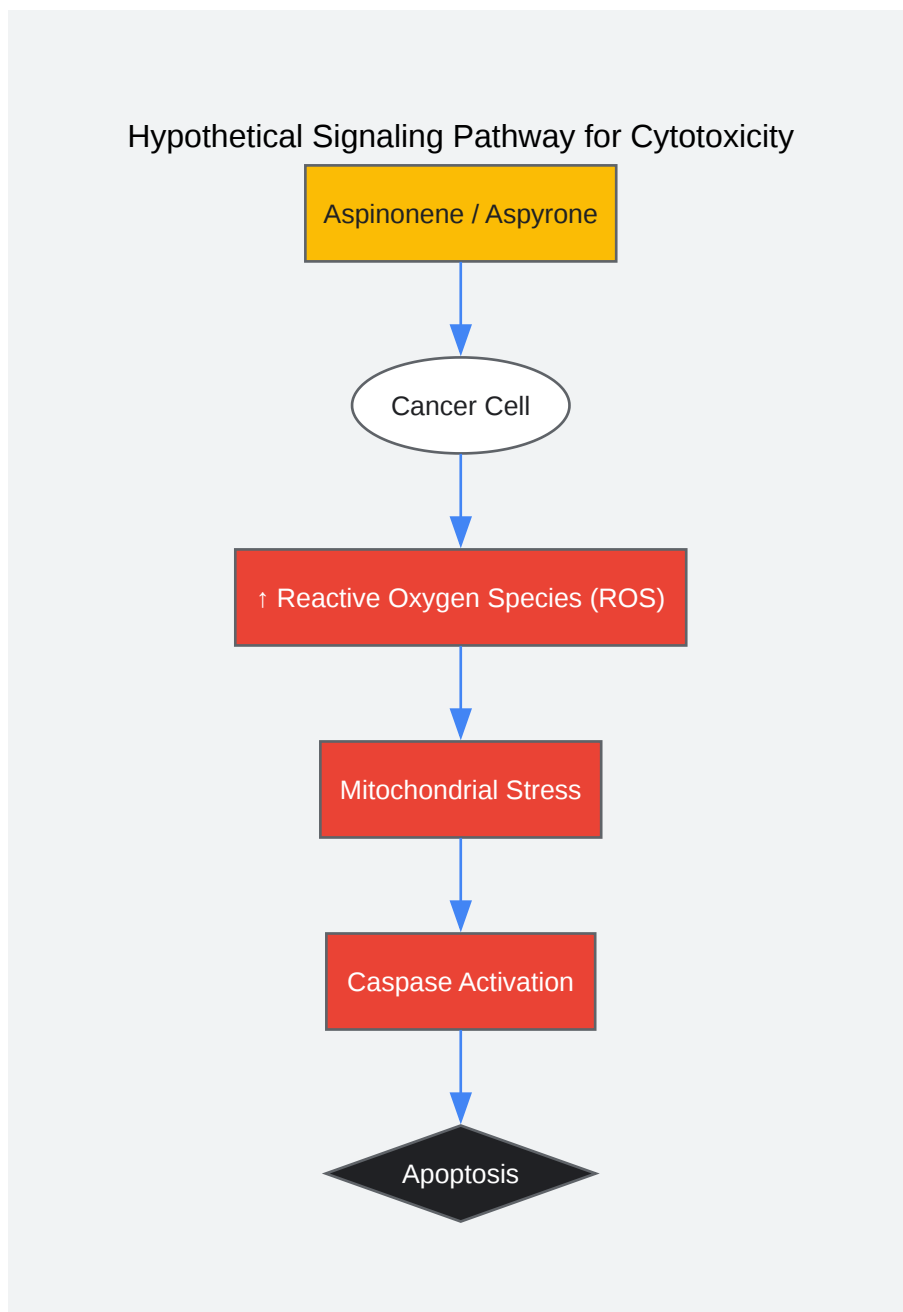 Hypothetical Signaling Pathway for Cytotoxicity
Aspinonene / Aspyrone
Cancer Cell
↑ Reactive Oxygen Species (ROS)
Mitochondrial Stress
Caspase Activation
Apoptosis